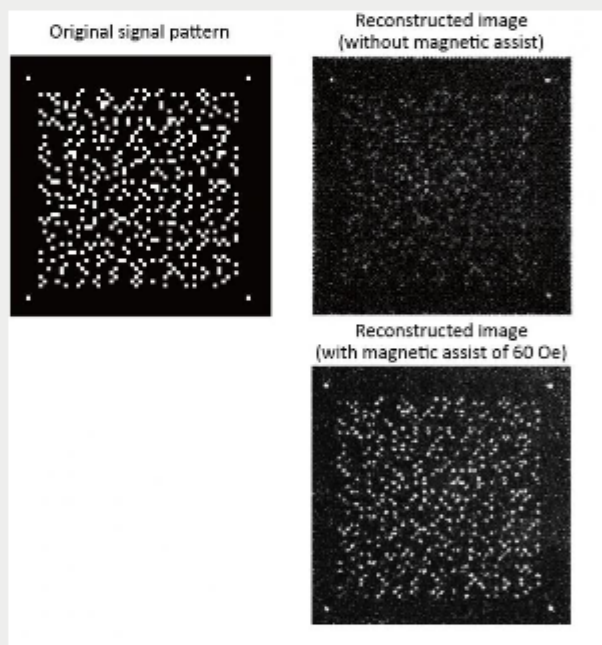 Original signal pattern
Reconstructed image
(without magnetic assist)
Reconstructed image
(with magnetic assist of 60 Oe)